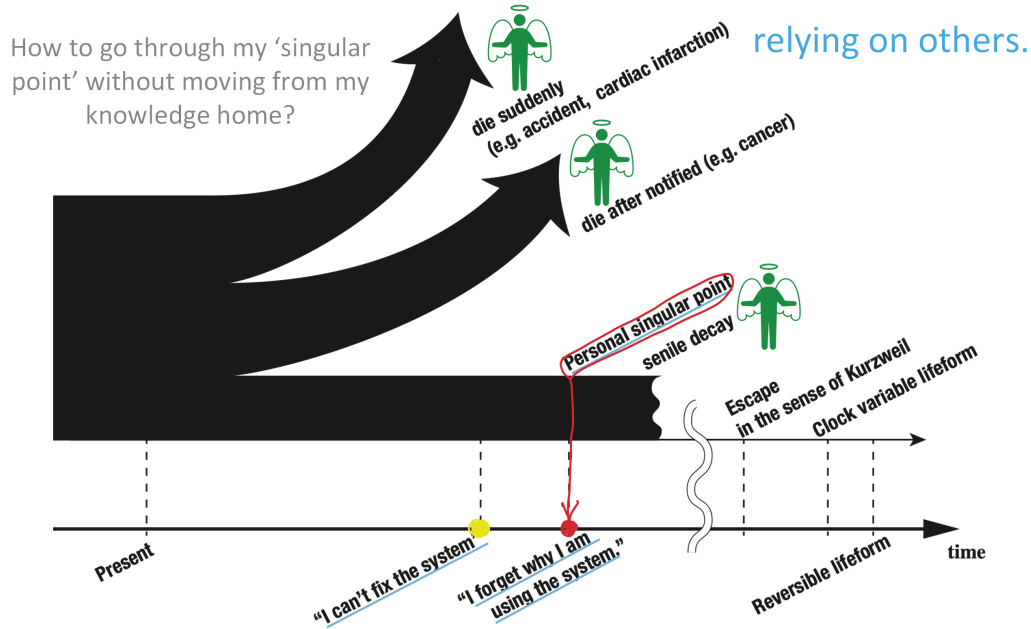 How to go through my ‘singular
point’ without moving from my
knowledge home?
relying on others.
die suddenly
(e.g. accident, cardiac infarction)
die after notified (e.g. cancer)
Personal singular point
senile decay
Escape
in the sense of Kurzweil
Clock variable lifeform
Present
“I can’t fix the system”
“I forget why I am
using the system.”
Reversible lifeform
time